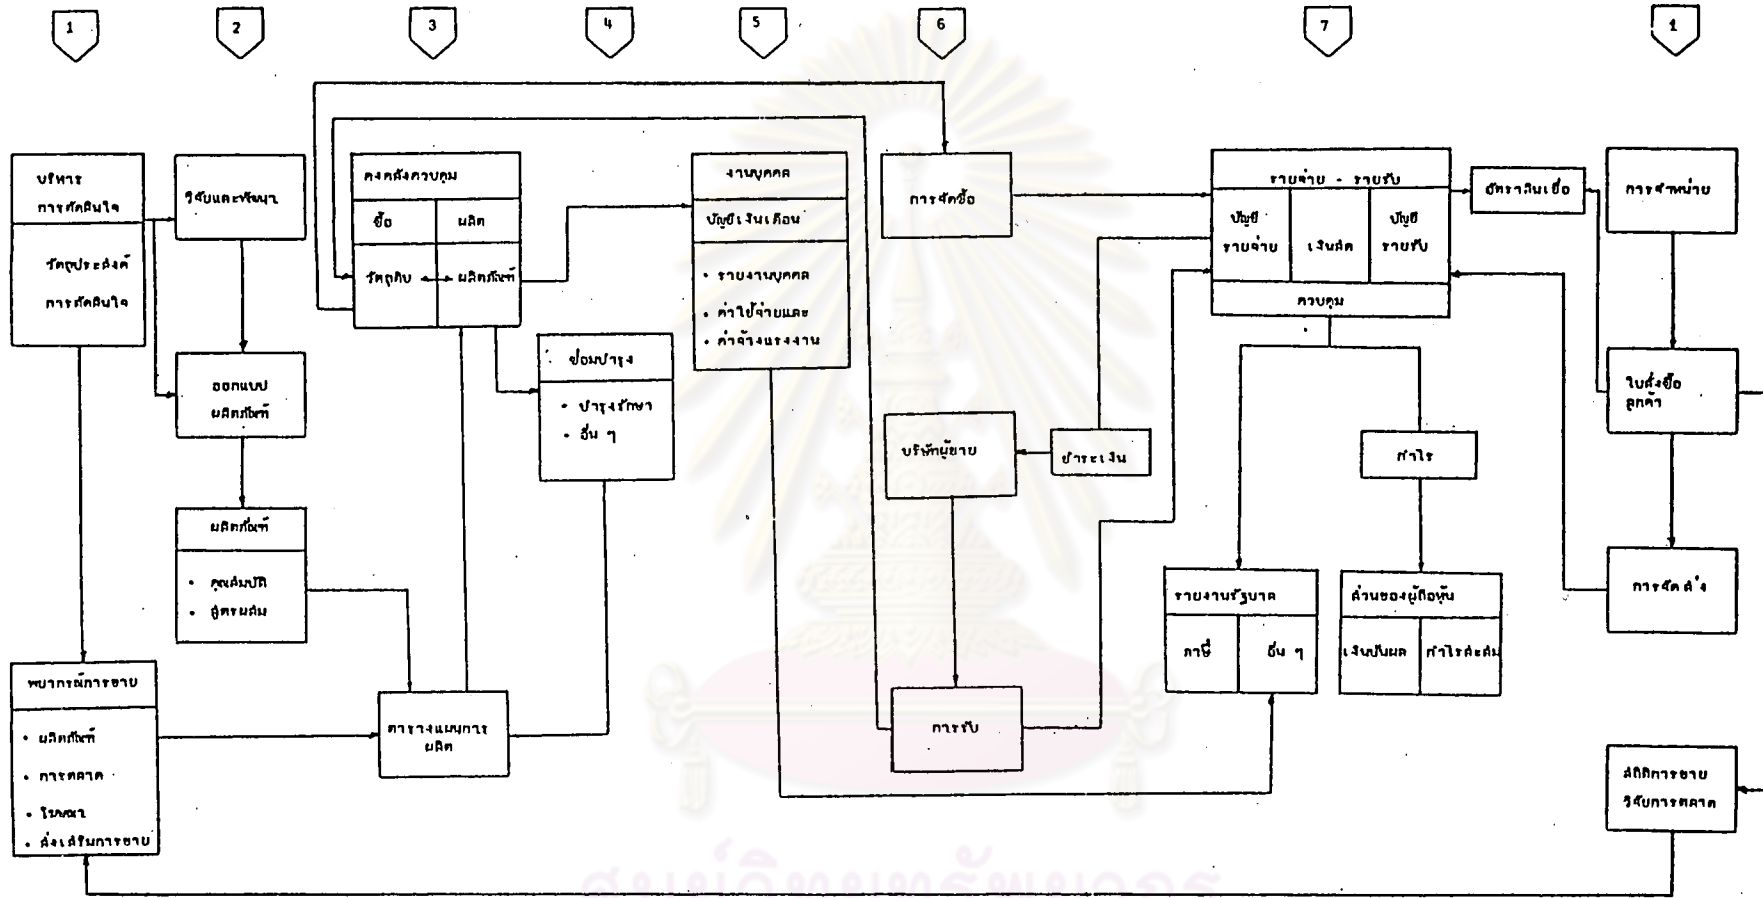 1
2
3
4
5
6
7
1
บริหาร
การตัดสินใจ
วัตถุประสงค์
การตัดสินใจ
พยากรณ์การขาย
• ผลิตภัณฑ์
• การตลาด
• โฆษณา
• ส่งเสริมการขาย
วิจัยและพัฒนา
ออกแบบ
ผลิตภัณฑ์
ผลิตภัณฑ์
• คุณสมบัติ
• สูตรผสม
คงคลังควบคุม
ซื้อ
ผลิต
วัตถุดิบ
ผลิตภัณฑ์
ตารางแผนการ
ผลิต
ซ่อมบำรุง
• บำรุงรักษา
• อื่น ๆ
งานบุคคล
บัญชีเงินเดือน
• รายงานบุคคล
• ค่าใช้จ่ายและ
• ค่าจ้างแรงงาน
การจัดซื้อ
บริษัทผู้ขาย
ชำระเงิน
การรับ
รายจ่าย - รายรับ
บัญชี
รายจ่าย
เงินสด
บัญชี
รายรับ
ควบคุม
กำไร
รายงานรัฐบาล
ภาษี
อื่น ๆ
ส่วนของผู้ถือหุ้น
เงินปันผล
กำไรสะสม
อัตราสินเชื่อ
การจำหน่าย
ใบสั่งซื้อ
ลูกค้า
การจัดส่ง
สถิติการขาย
วิจัยการตลาด
ศูนย์วิทยทรัพยากร